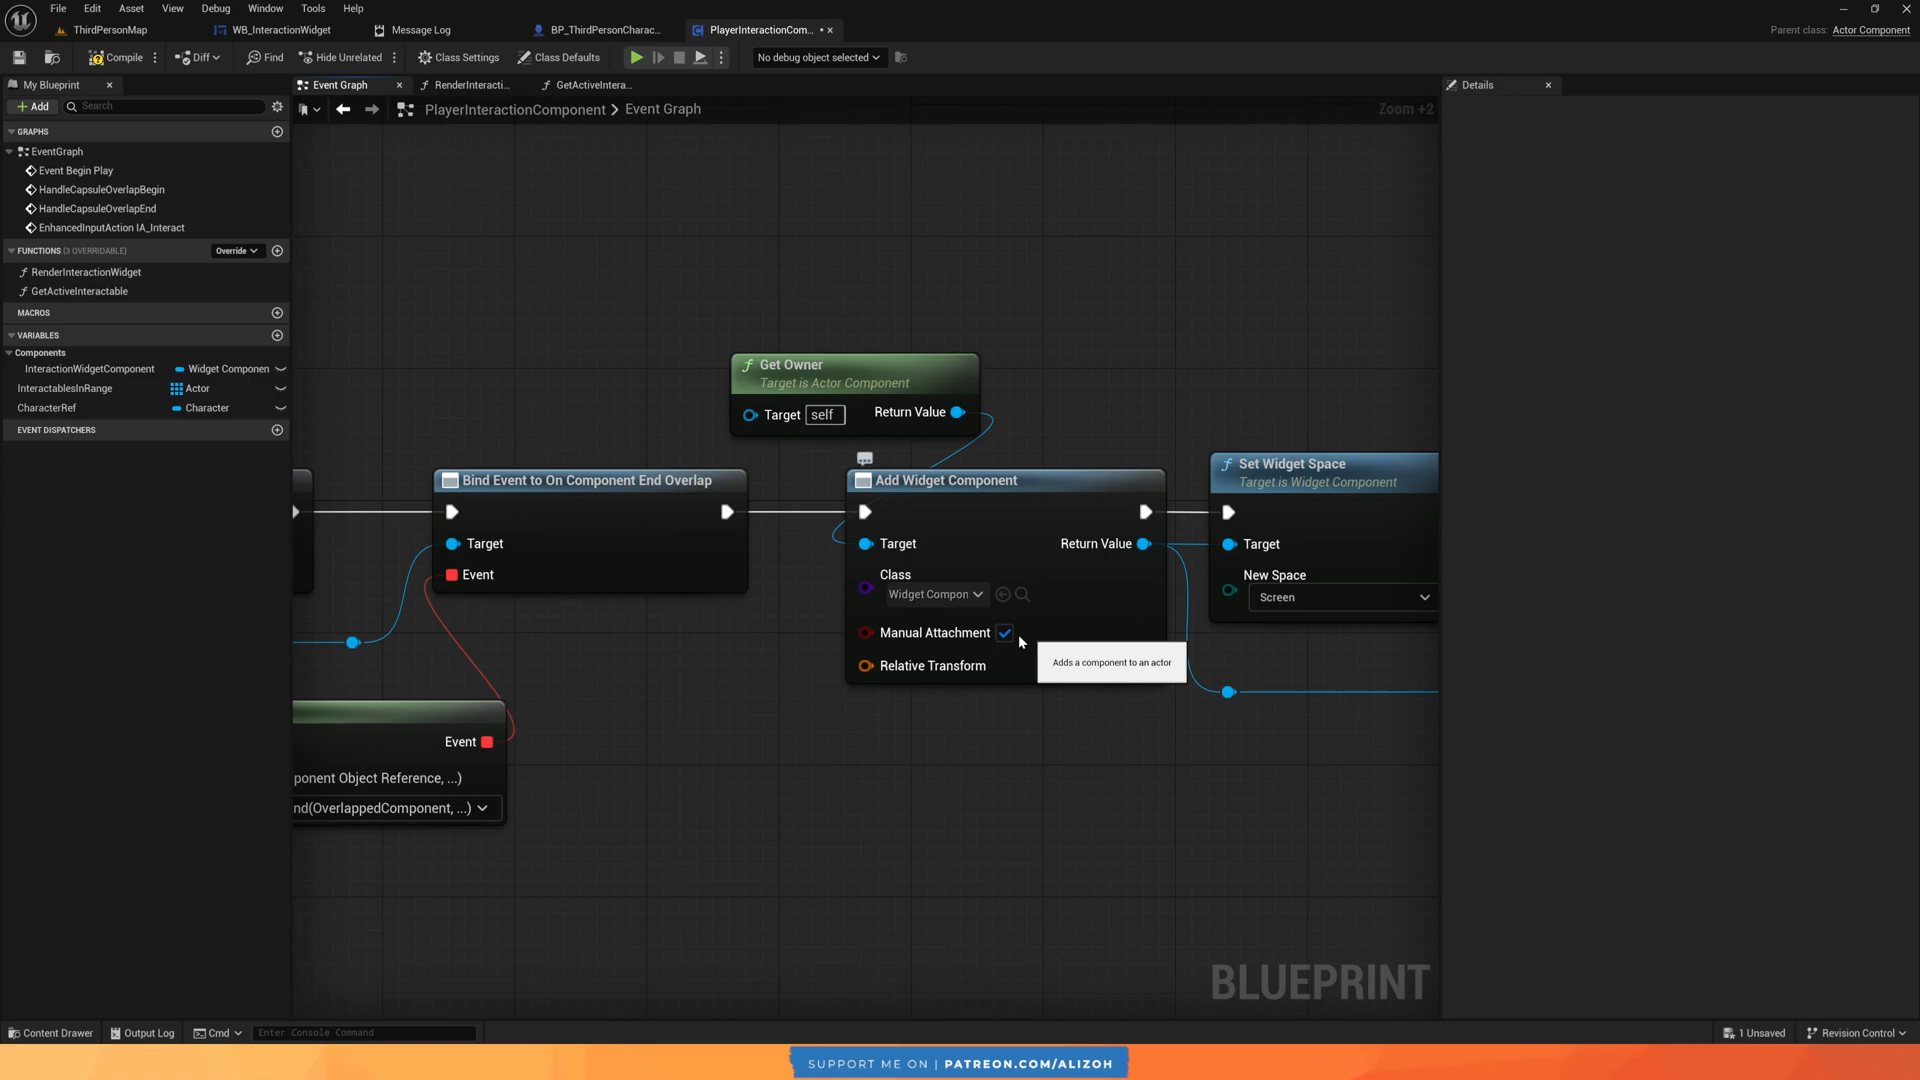 File Edit Asset View Debug Window Tools Help
ThirdPersonMap WB_InteractionWidget Message Log BP_ThirdPersonCharac... PlayerInteractionCom... Parent class: Actor Component
Compile Diff Find Hide Unrelated Class Settings Class Defaults No debug object selected
My Blueprint Event Graph RenderInteracti... GetActiveIntera... Details
Add Search PlayerInteractionComponent > Event Graph Zoom +2
GRAPHS
EventGraph
Event Begin Play
HandleCapsuleOverlapBegin
HandleCapsuleOverlapEnd
EnhancedInputAction IA_Interact
FUNCTIONS (3 OVERRIDABLE) Override
RenderInteractionWidget
GetActiveInteractable
MACROS
VARIABLES
Components
InteractionWidgetComponent Widget Componen
InteractablesInRange Actor
CharacterRef Character
EVENT DISPATCHERS
Get Owner
Target is Actor Component
Target self Return Value
Bind Event to On Component End Overlap
Target
Event
Add Widget Component
Target Return Value
Class
Widget Compon
Manual Attachment
Relative Transform
Adds a component to an actor
Set Widget Space
Target is Widget Component
Target
New Space
Screen
Event
ponent Object Reference, ...)
nd(OverlappedComponent, ...)
BLUEPRINT
Content Drawer Output Log Cmd Enter Console Command 1 Unsaved Revision Control
SUPPORT ME ON | PATREON.COM/ALIZOH